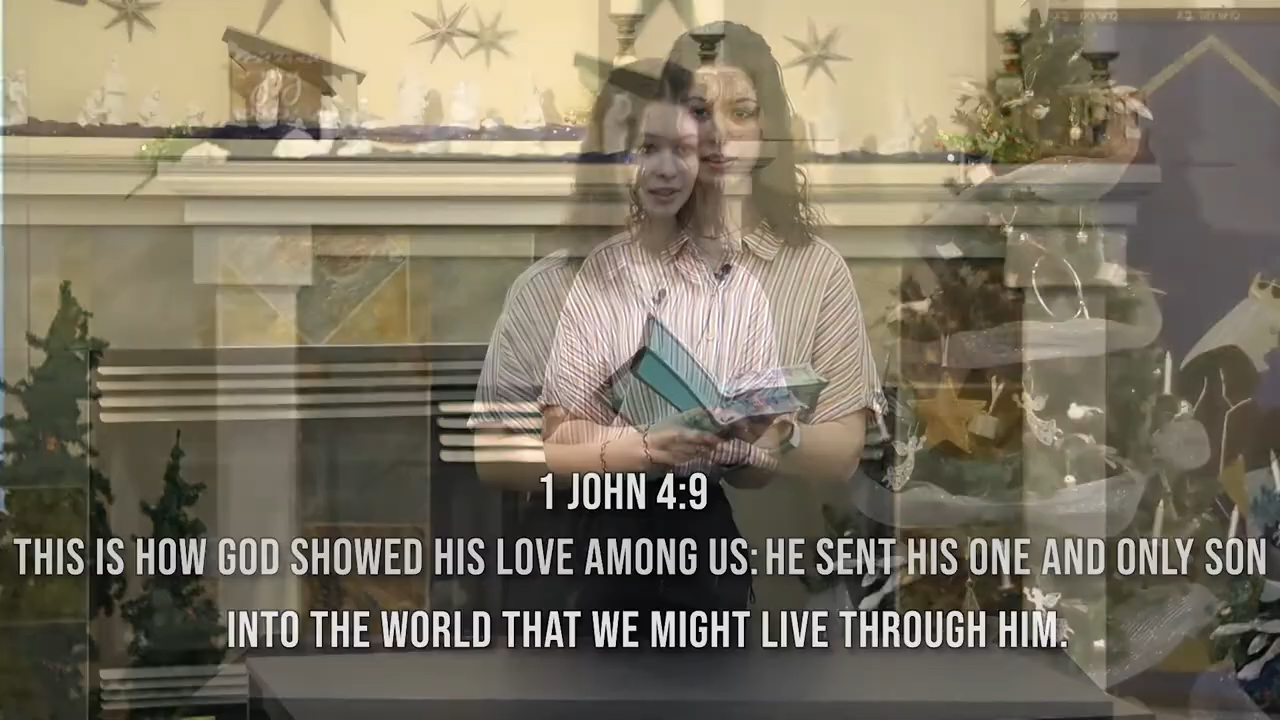 1 JOHN 4:9
THIS IS HOW GOD SHOWED HIS LOVE AMONG US: HE SENT HIS ONE AND ONLY SON
INTO THE WORLD THAT WE MIGHT LIVE THROUGH HIM.